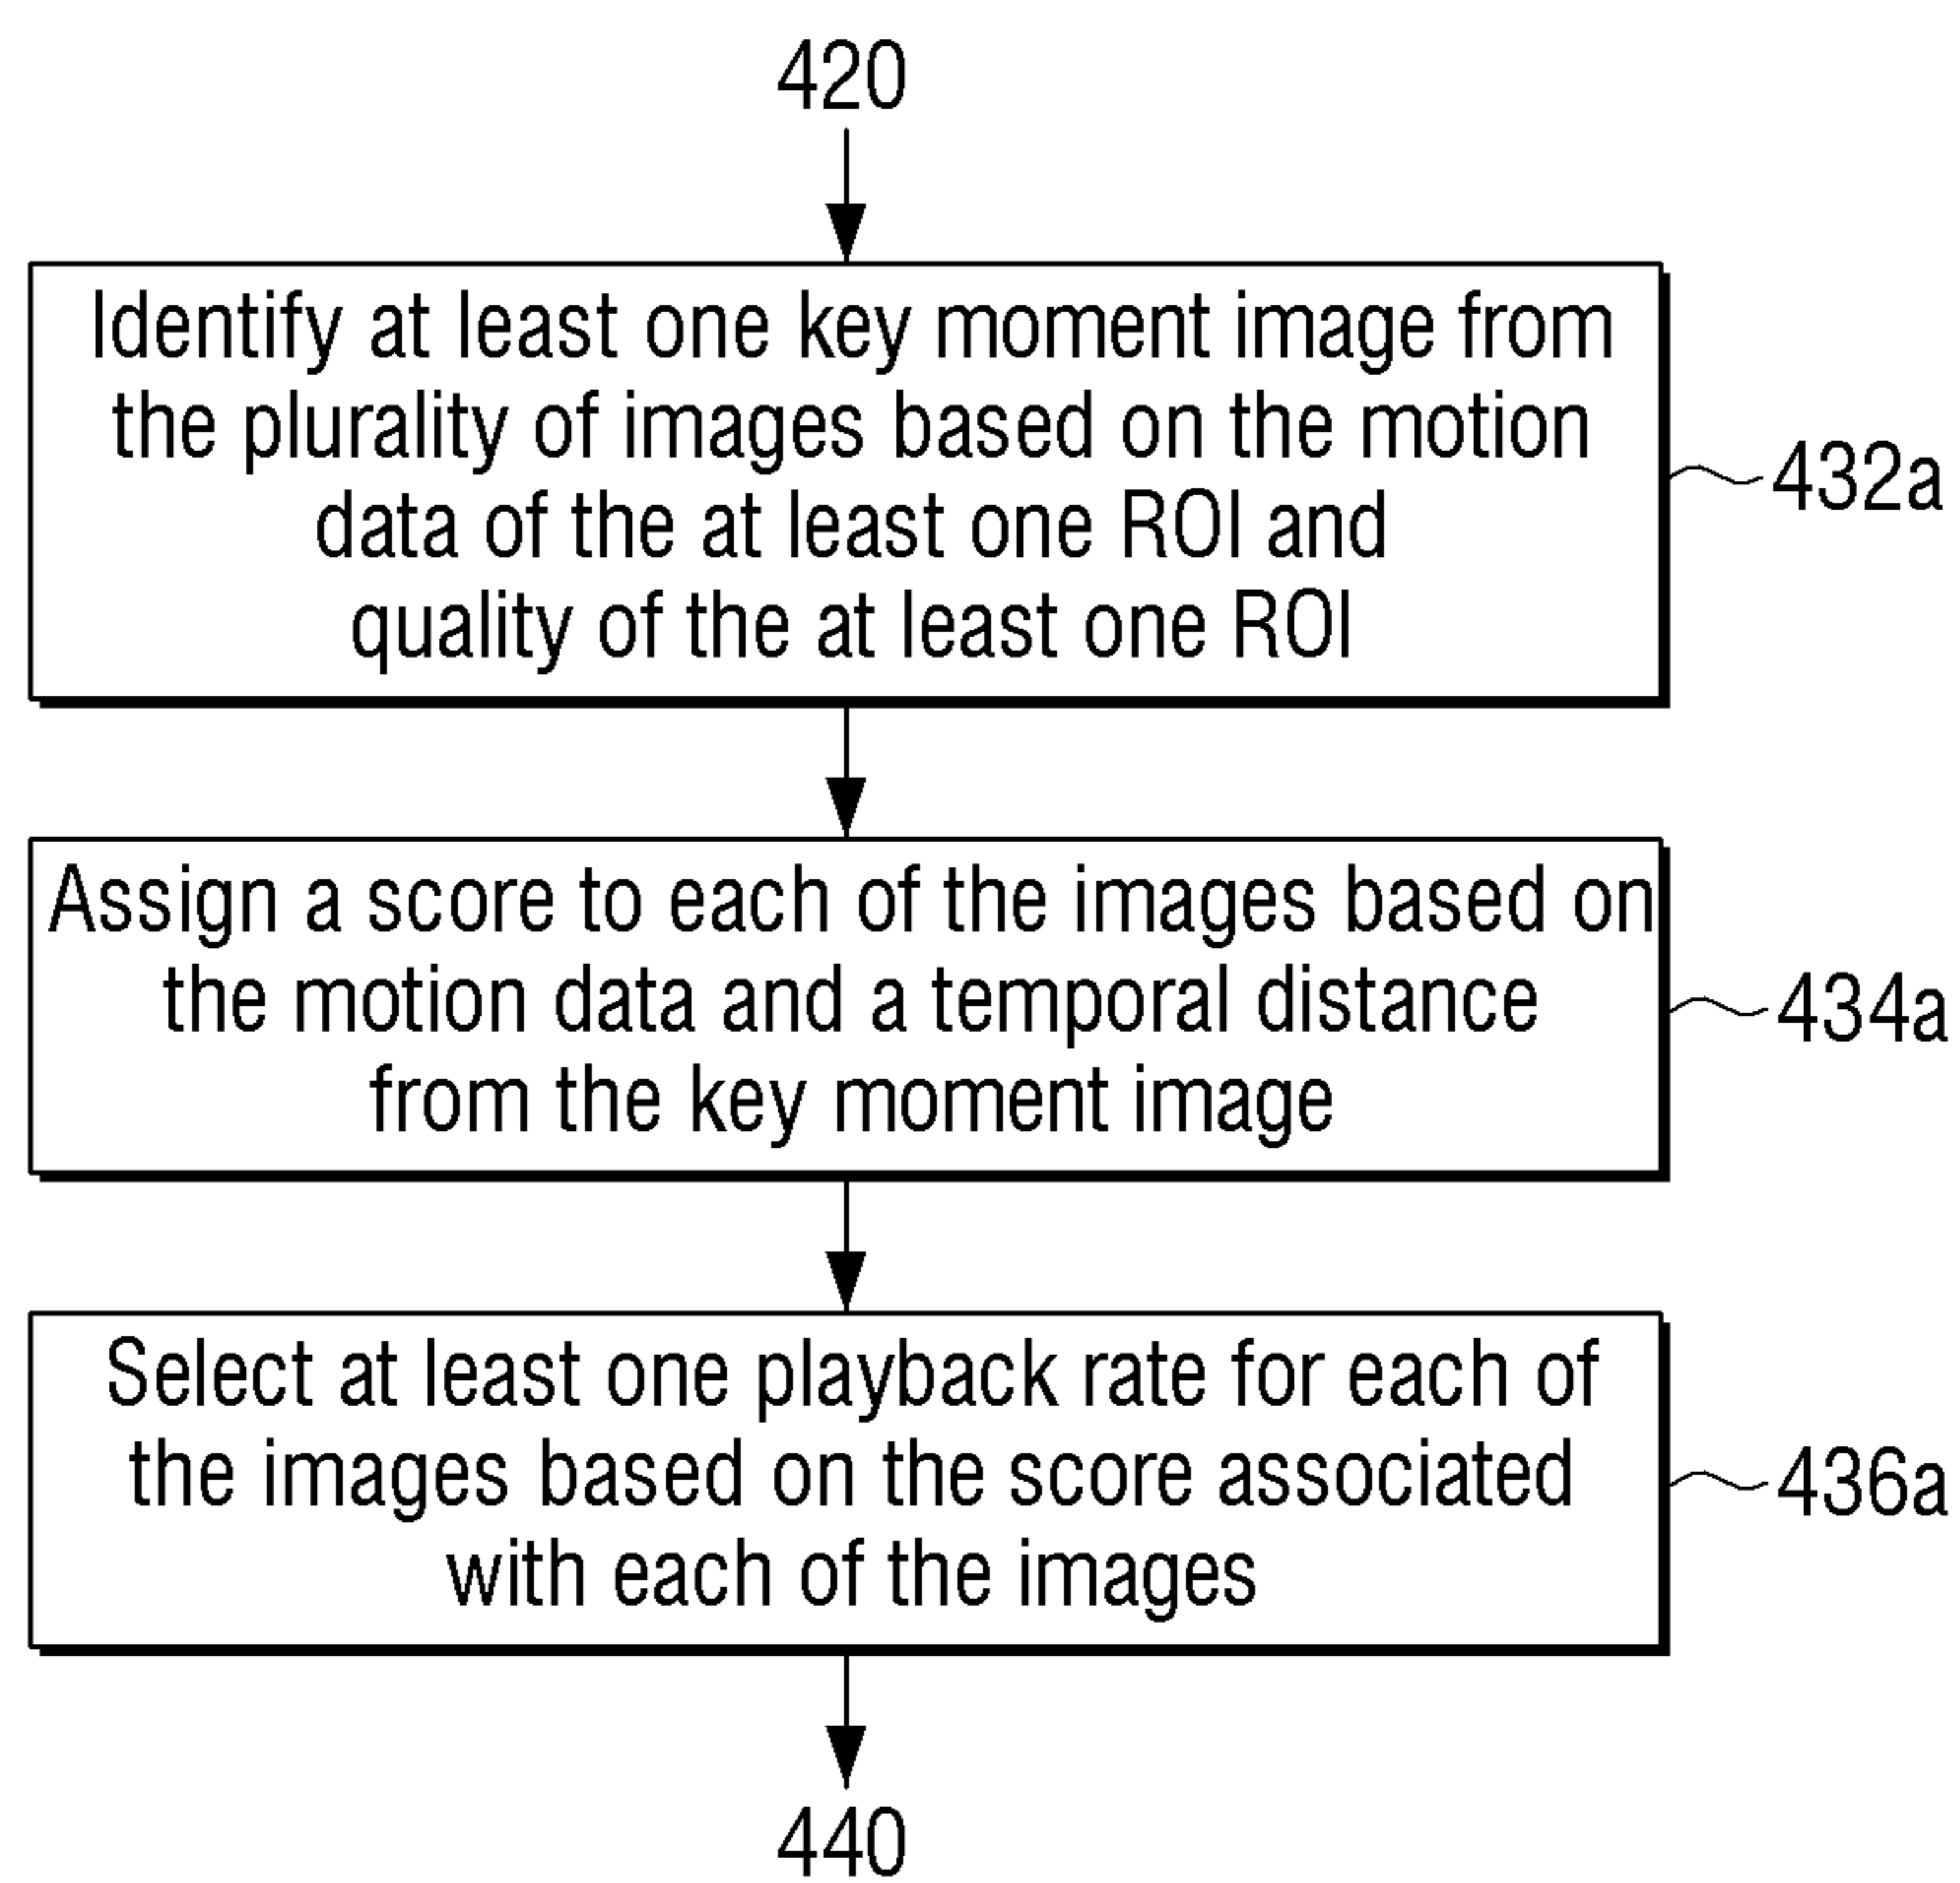 420
Identify at least one key moment image from
the plurality of images based on the motion
data of the at least one ROI and
quality of the at least one ROI
432a
Assign a score to each of the images based on
the motion data and a temporal distance
from the key moment image
434a
Select at least one playback rate for each of
the images based on the score associated
with each of the images
436a
440